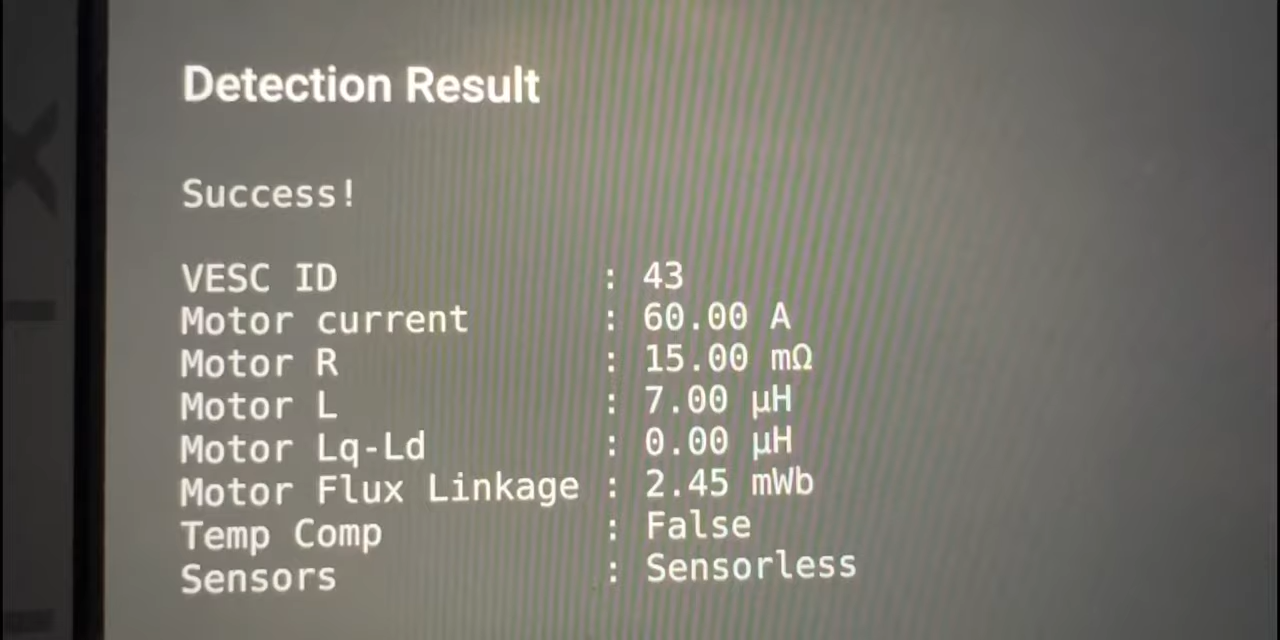 Detection Result
Success!
VESC ID : 43
Motor current : 60.00 A
Motor R : 15.00 mΩ
Motor L : 7.00 µH
Motor Lq-Ld : 0.00 µH
Motor Flux Linkage : 2.45 mWb
Temp Comp : False
Sensors : Sensorless